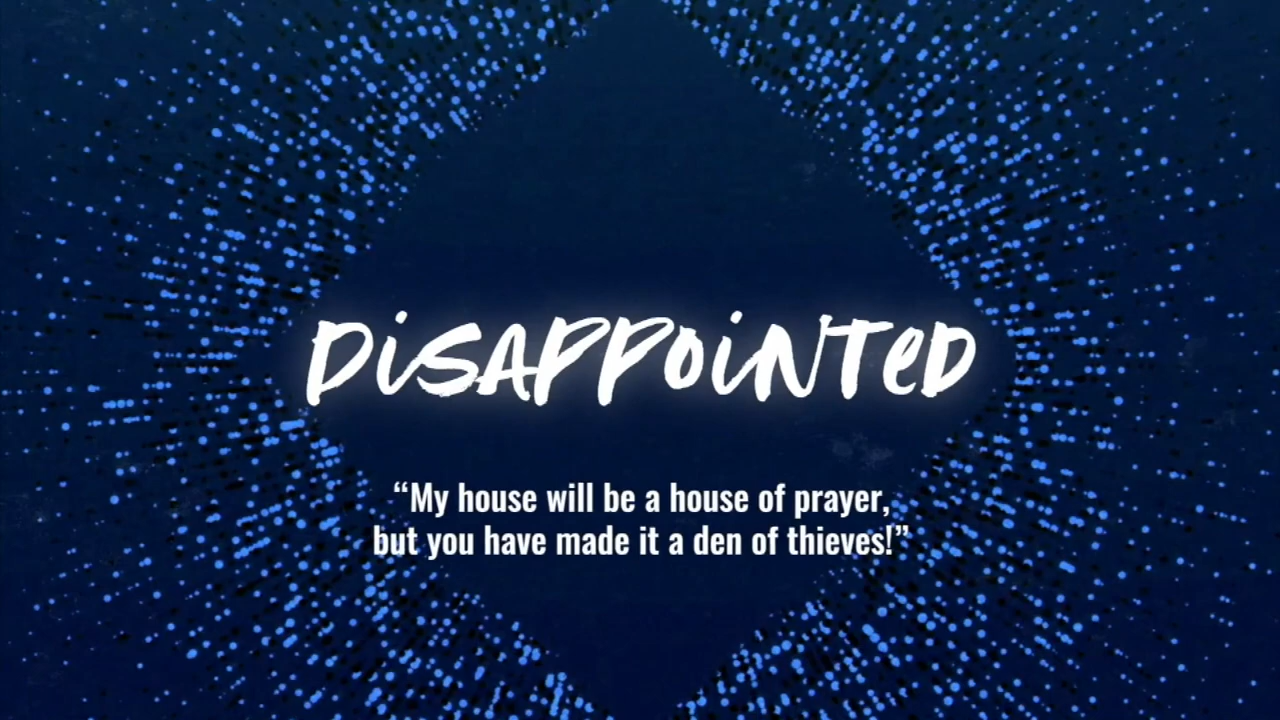 DiSAPPOiNTeD
“My house will be a house of prayer,
but you have made it a den of thieves!”